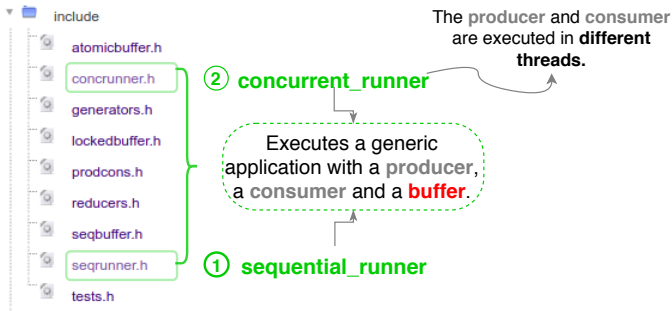 include
atomicbuffer.h
concrunner.h
generators.h
lockedbuffer.h
prodcons.h
reducers.h
seqbuffer.h
seqrunner.h
tests.h
The producer and consumer
are executed in different
threads.
2 concurrent_runner
Executes a generic
application with a producer,
a consumer and a buffer.
1 sequential_runner